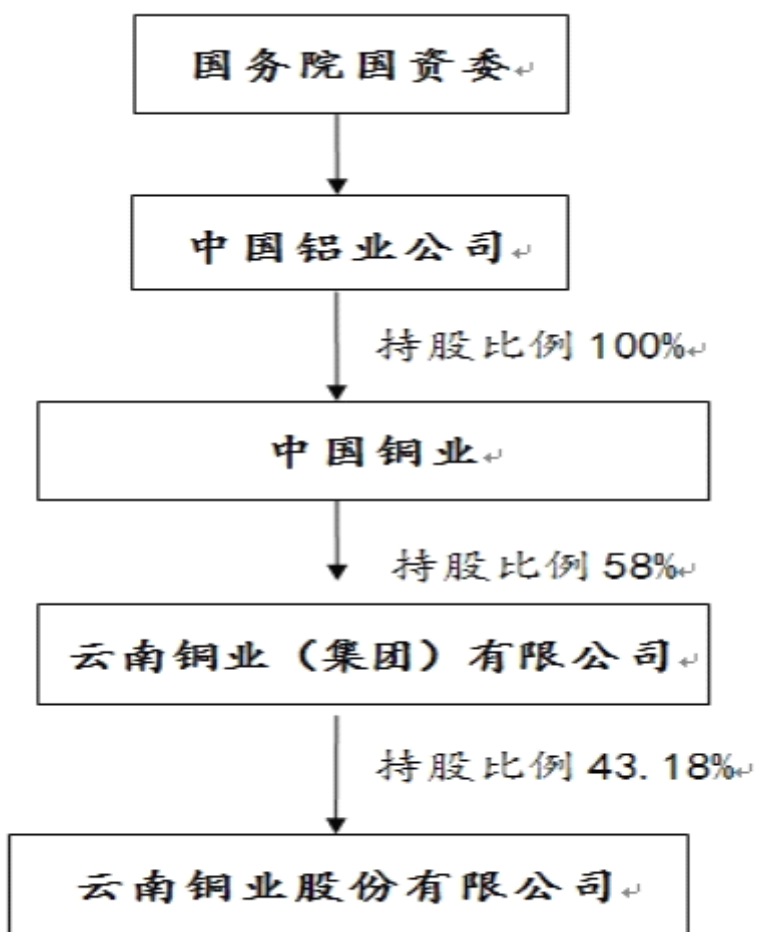 国务院国资委
中国铝业公司
持股比例 100%
中国铜业
持股比例 58%
云南铜业（集团）有限公司
持股比例 43.18%
云南铜业股份有限公司